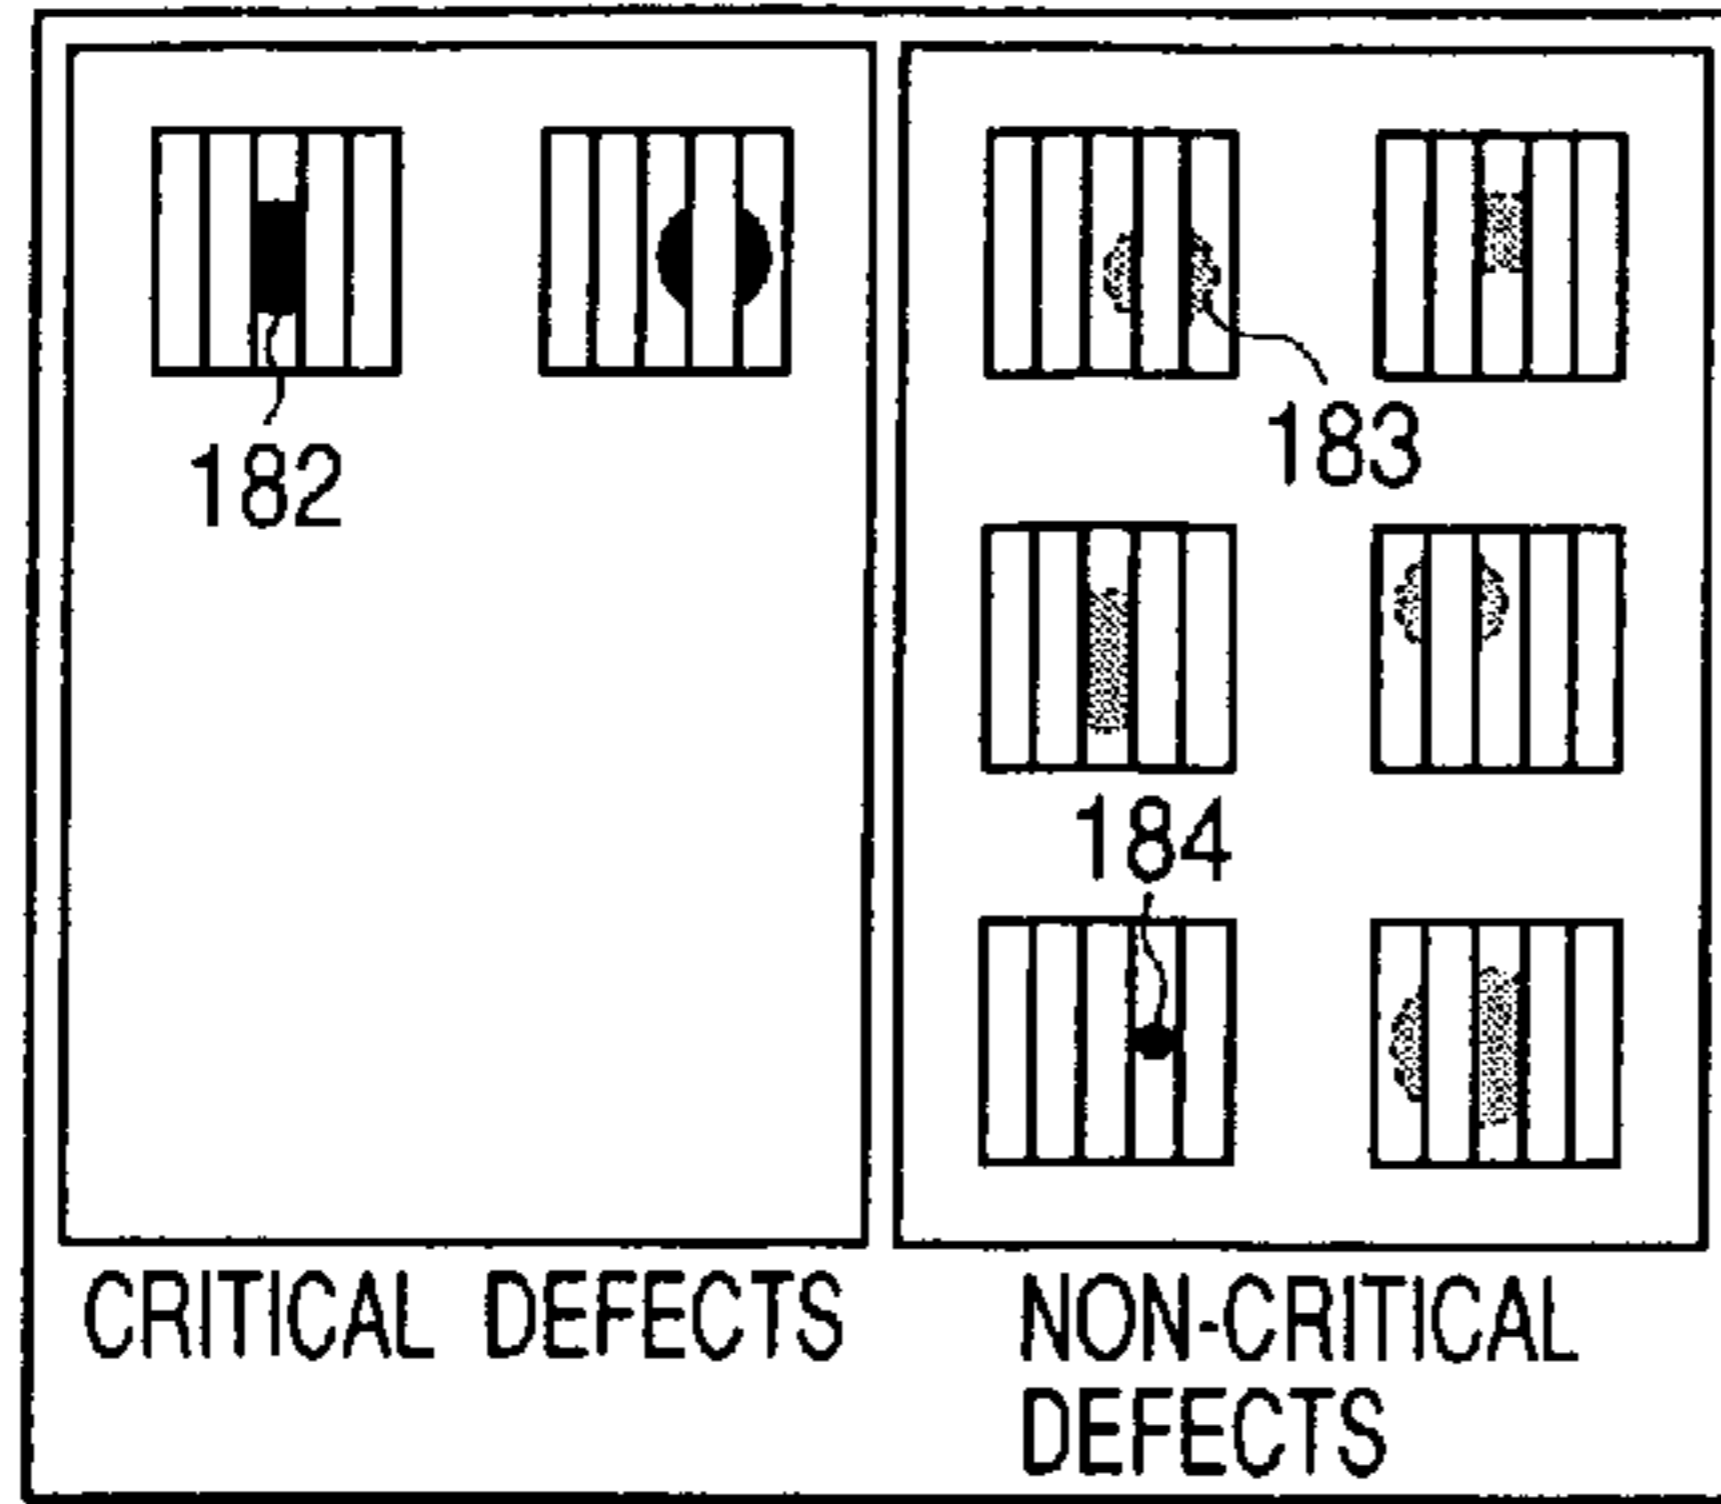 182
183
184
CRITICAL DEFECTS
NON-CRITICAL
DEFECTS